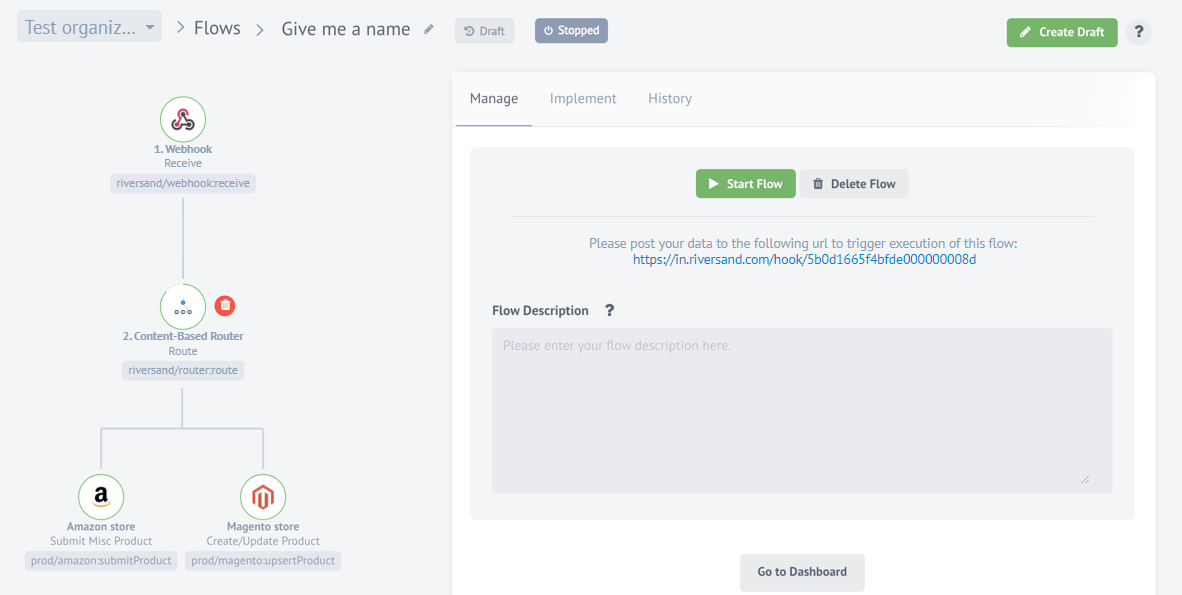 Test organiz...
Flows
Give me a name
Draft
Stopped
Create Draft
?
1. Webhook
Receive
riversand/webhook:receive
2. Content-Based Router
Route
riversand/router:route
Amazon store
Submit Misc Product
prod/amazon:submitProduct
Magento store
Create/Update Product
prod/magento:upsertProduct
Manage
Implement
History
Start Flow
Delete Flow
Please post your data to the following url to trigger execution of this flow:
https://in.riversand.com/hook/5b0d1665f4bfde000000008d
Flow Description ?
Please enter your flow description here.
Go to Dashboard